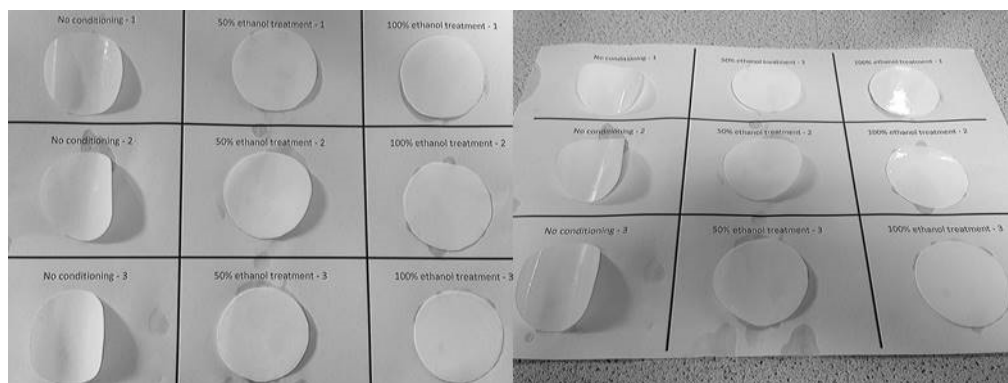 No conditioning - 1
50% ethanol treatment - 1
100% ethanol treatment - 1
No conditioning - 2
50% ethanol treatment - 2
100% ethanol treatment - 2
No conditioning - 3
50% ethanol treatment - 3
100% ethanol treatment - 3
No conditioning - 1
50% ethanol treatment - 1
100% ethanol treatment - 1
No conditioning - 2
50% ethanol treatment - 2
100% ethanol treatment - 2
No conditioning - 3
50% ethanol treatment - 3
100% ethanol treatment - 3